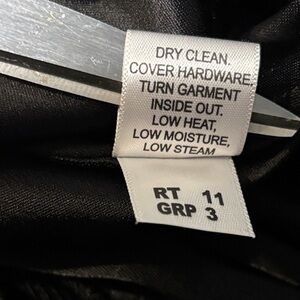 DRY CLEAN.
COVER HARDWARE
TURN GARMENT
INSIDE OUT.
LOW HEAT,
LOW MOISTURE,
LOW STEAM
RT 11
GRP 3